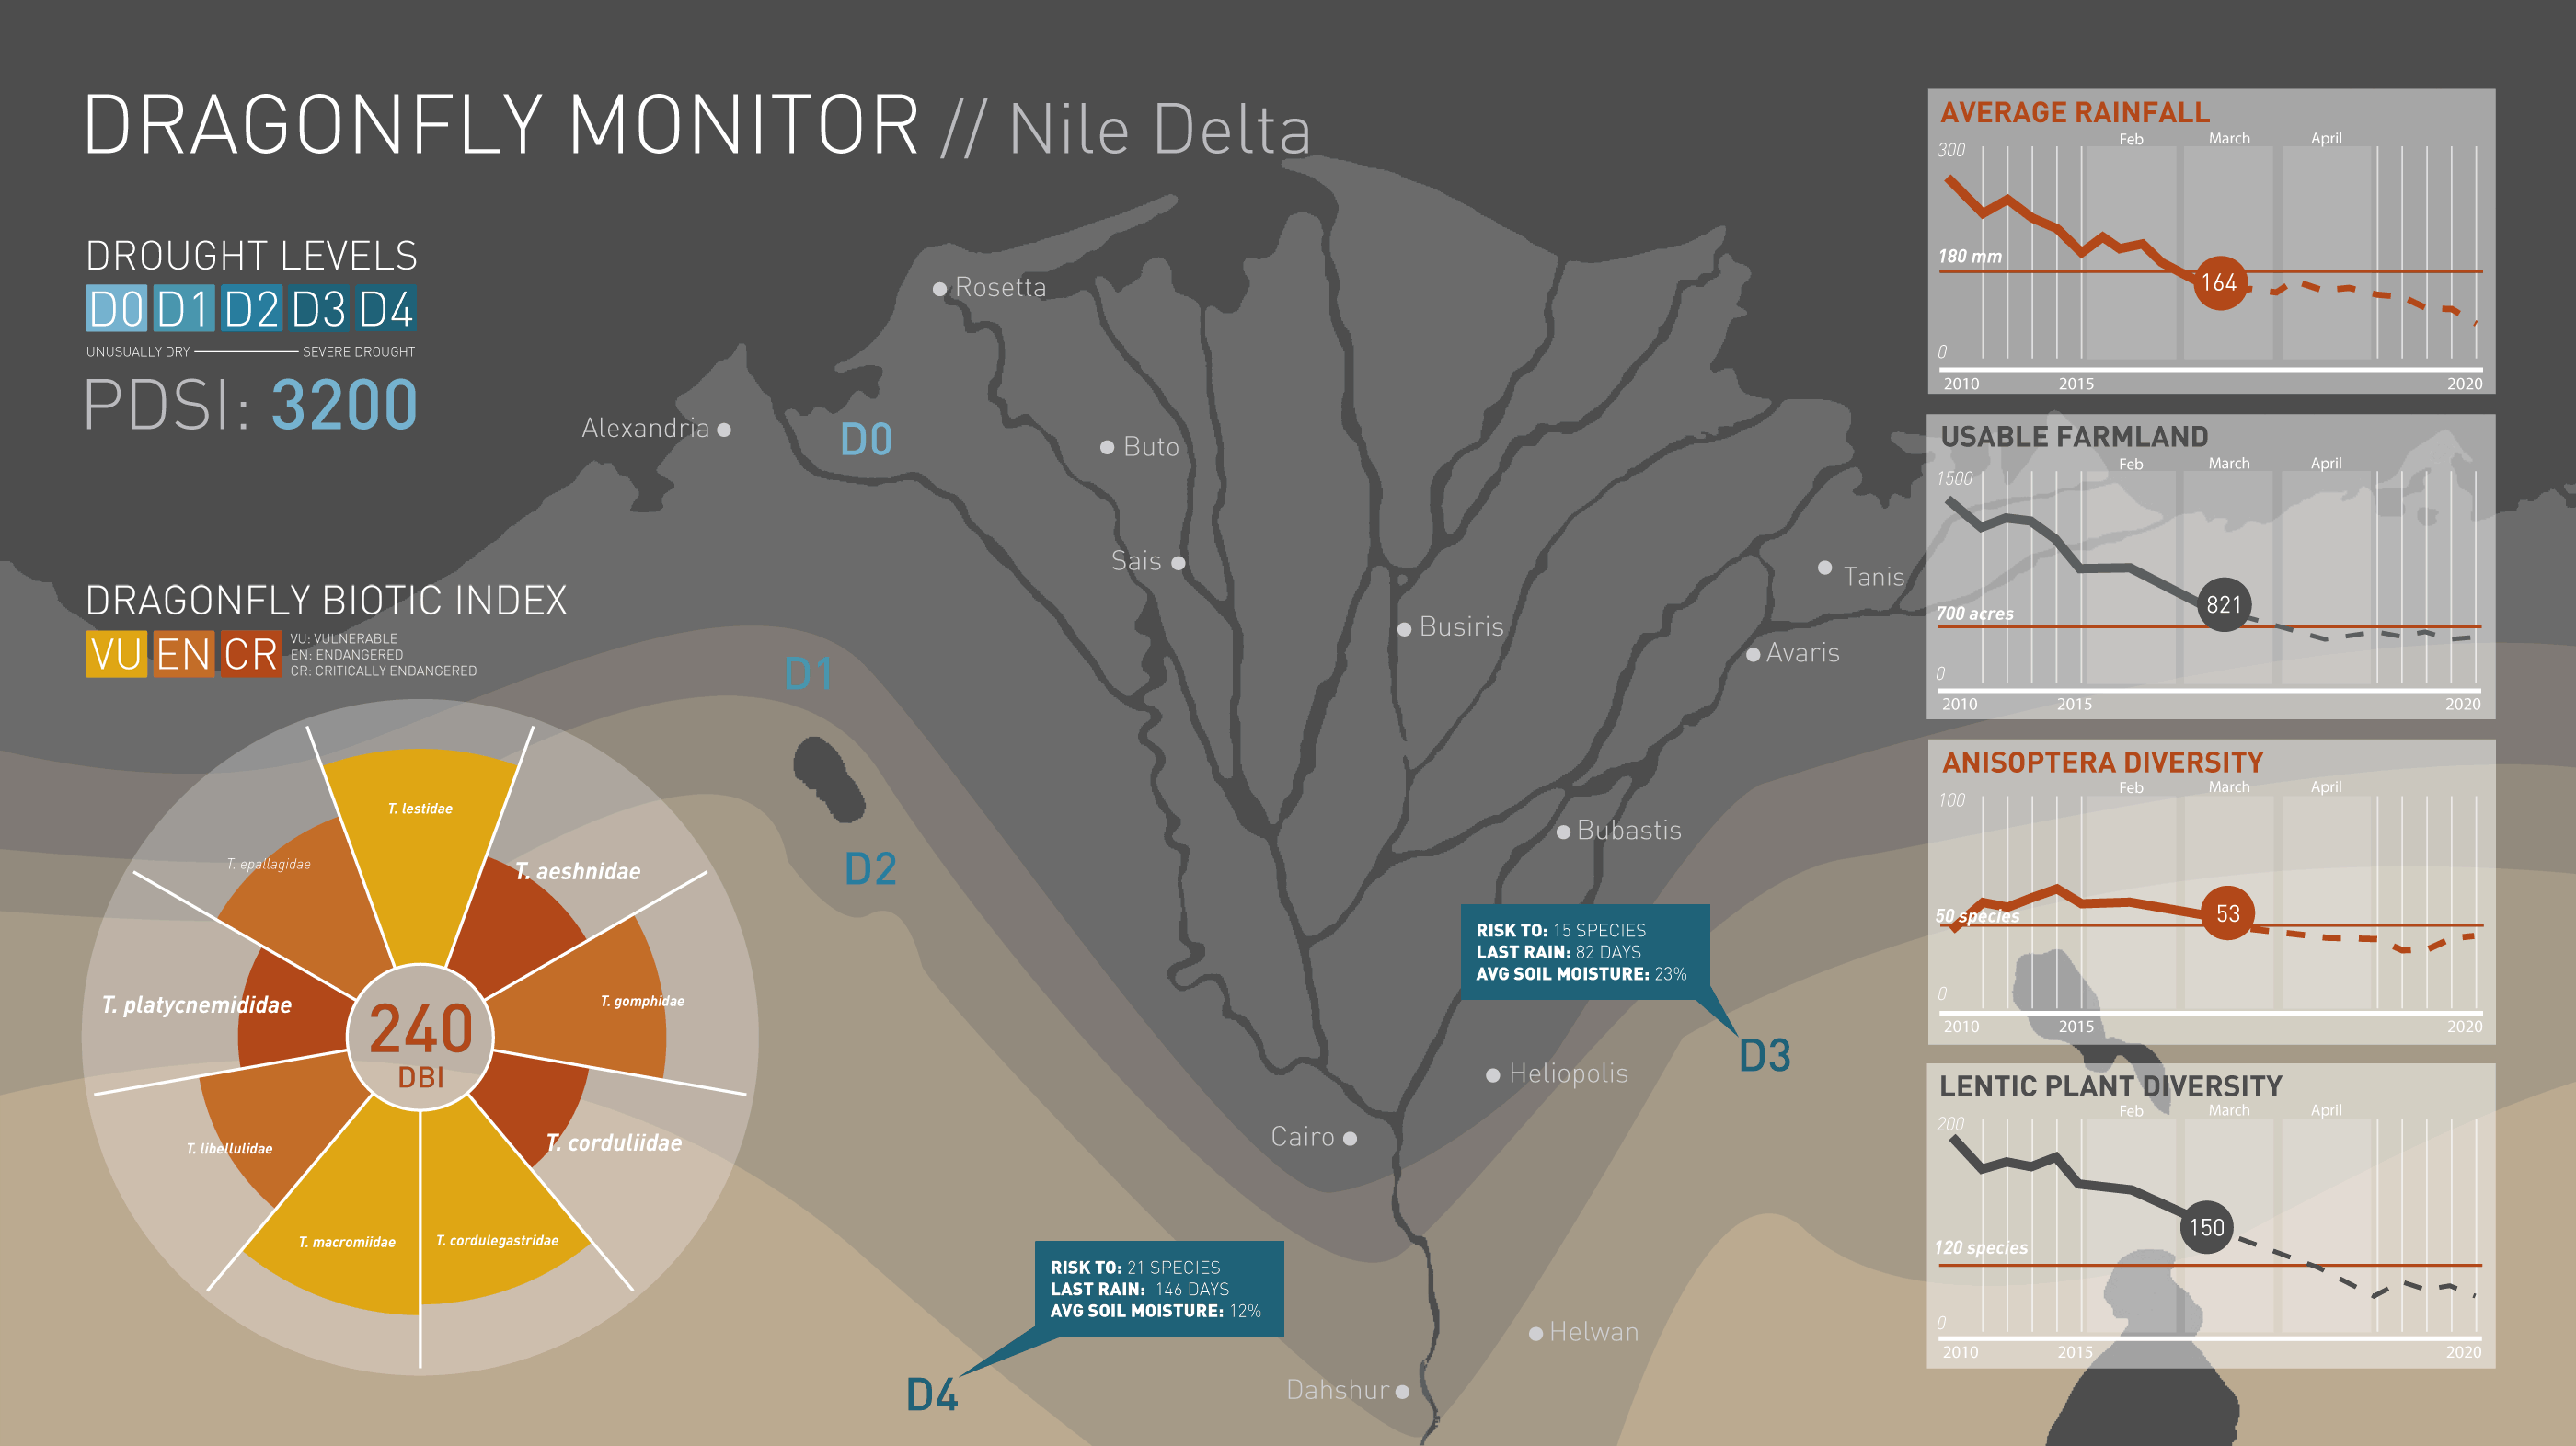 DRAGONFLY MONITOR // Nile Delta
DROUGHT LEVELS
D0 D1 D2 D3 D4
UNUSUALLY DRY SEVERE DROUGHT
PDSI: 3200
DRAGONFLY BIOTIC INDEX
VU EN CR
VU: VULNERABLE
EN: ENDANGERED
CR: CRITICALLY ENDANGERED
T. lestidae
T. aeshnidae
T. epallagidae
T. gomphidae
T. platycnemididae
240
DBI
T. corduliidae
T. libellulidae
T. macromiidae
T. cordulegastridae
Rosetta
Alexandria
D0
Buto
Sais
Tanis
Busiris
Avaris
D1
Bubastis
D2
RISK TO: 15 SPECIES
LAST RAIN: 82 DAYS
AVG SOIL MOISTURE: 23%
D3
Heliopolis
Cairo
RISK TO: 21 SPECIES
LAST RAIN: 146 DAYS
AVG SOIL MOISTURE: 12%
D4
Helwan
Dahshur
AVERAGE RAINFALL
Feb March April
300
180 mm
164
0
2010 2015 2020
USABLE FARMLAND
Feb March April
1500
821
700 acres
0
2010 2015 2020
ANISOPTERA DIVERSITY
Feb March April
100
53
50 species
0
2010 2015 2020
LENTIC PLANT DIVERSITY
Feb March April
200
150
120 species
0
2010 2015 2020